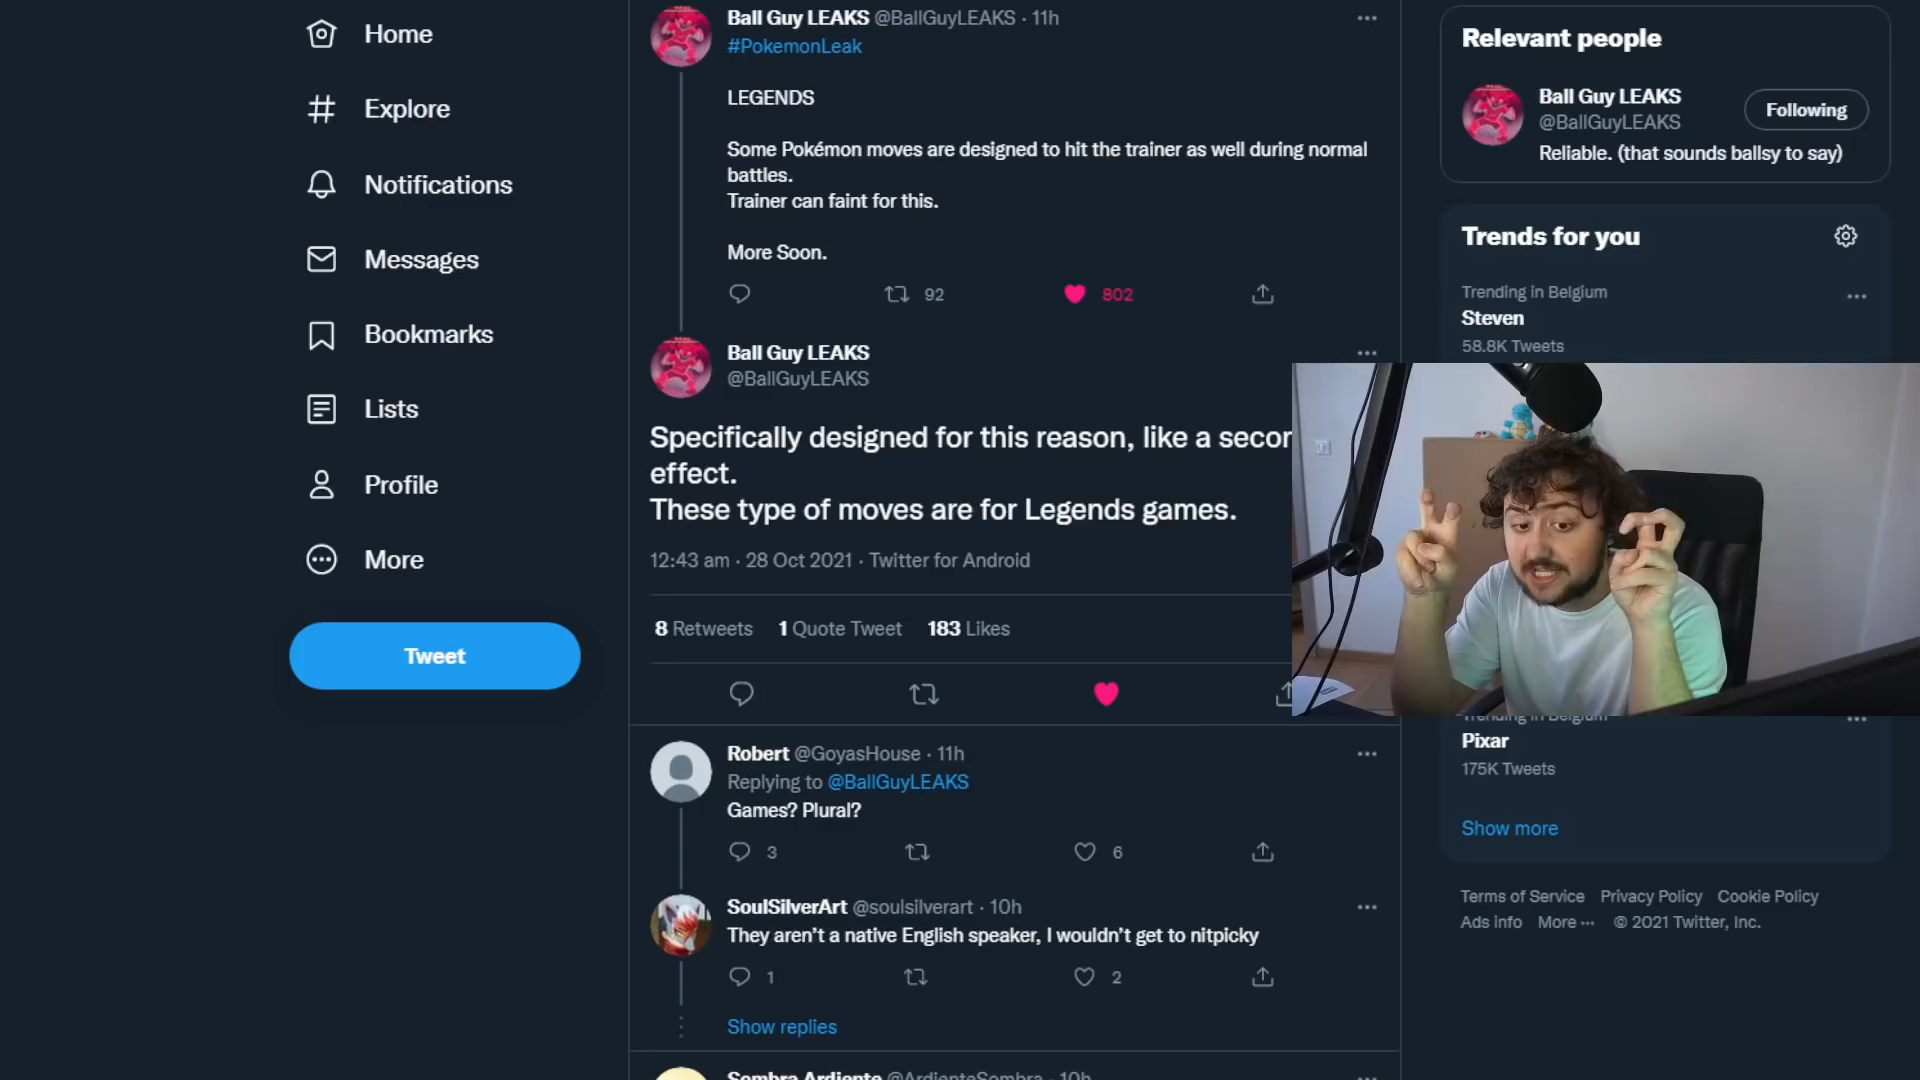 Home
Explore
Notifications
Messages
Bookmarks
Lists
Profile
More
Tweet
Ball Guy LEAKS @BallGuyLEAKS · 11h
#PokemonLeak
LEGENDS
Some Pokémon moves are designed to hit the trainer as well during normal
battles.
Trainer can faint for this.
More Soon.
92
802
Ball Guy LEAKS
@BallGuyLEAKS
Specifically designed for this reason, like a
effect.
These type of moves are for Legends games.
12:43 am · 28 Oct 2021 · Twitter for Android
8 Retweets 1 Quote Tweet 183 Likes
Robert @GoyasHouse · 11h
Replying to @BallGuyLEAKS
Games? Plural?
3
6
SoulSilverArt @soulsilverart · 10h
They aren't a native English speaker, I wouldn't get to nitpicky
1
2
Show replies
Sombra Ardiente @ArdienteSombra · 10h
Relevant people
Ball Guy LEAKS
@BallGuyLEAKS
Following
Reliable. (that sounds ballsy to say)
Trends for you
Trending in Belgium
Steven
58.8K Tweets
Trending in Belgium
Pixar
175K Tweets
Show more
Terms of Service Privacy Policy Cookie Policy
Ads info More ··· © 2021 Twitter, Inc.